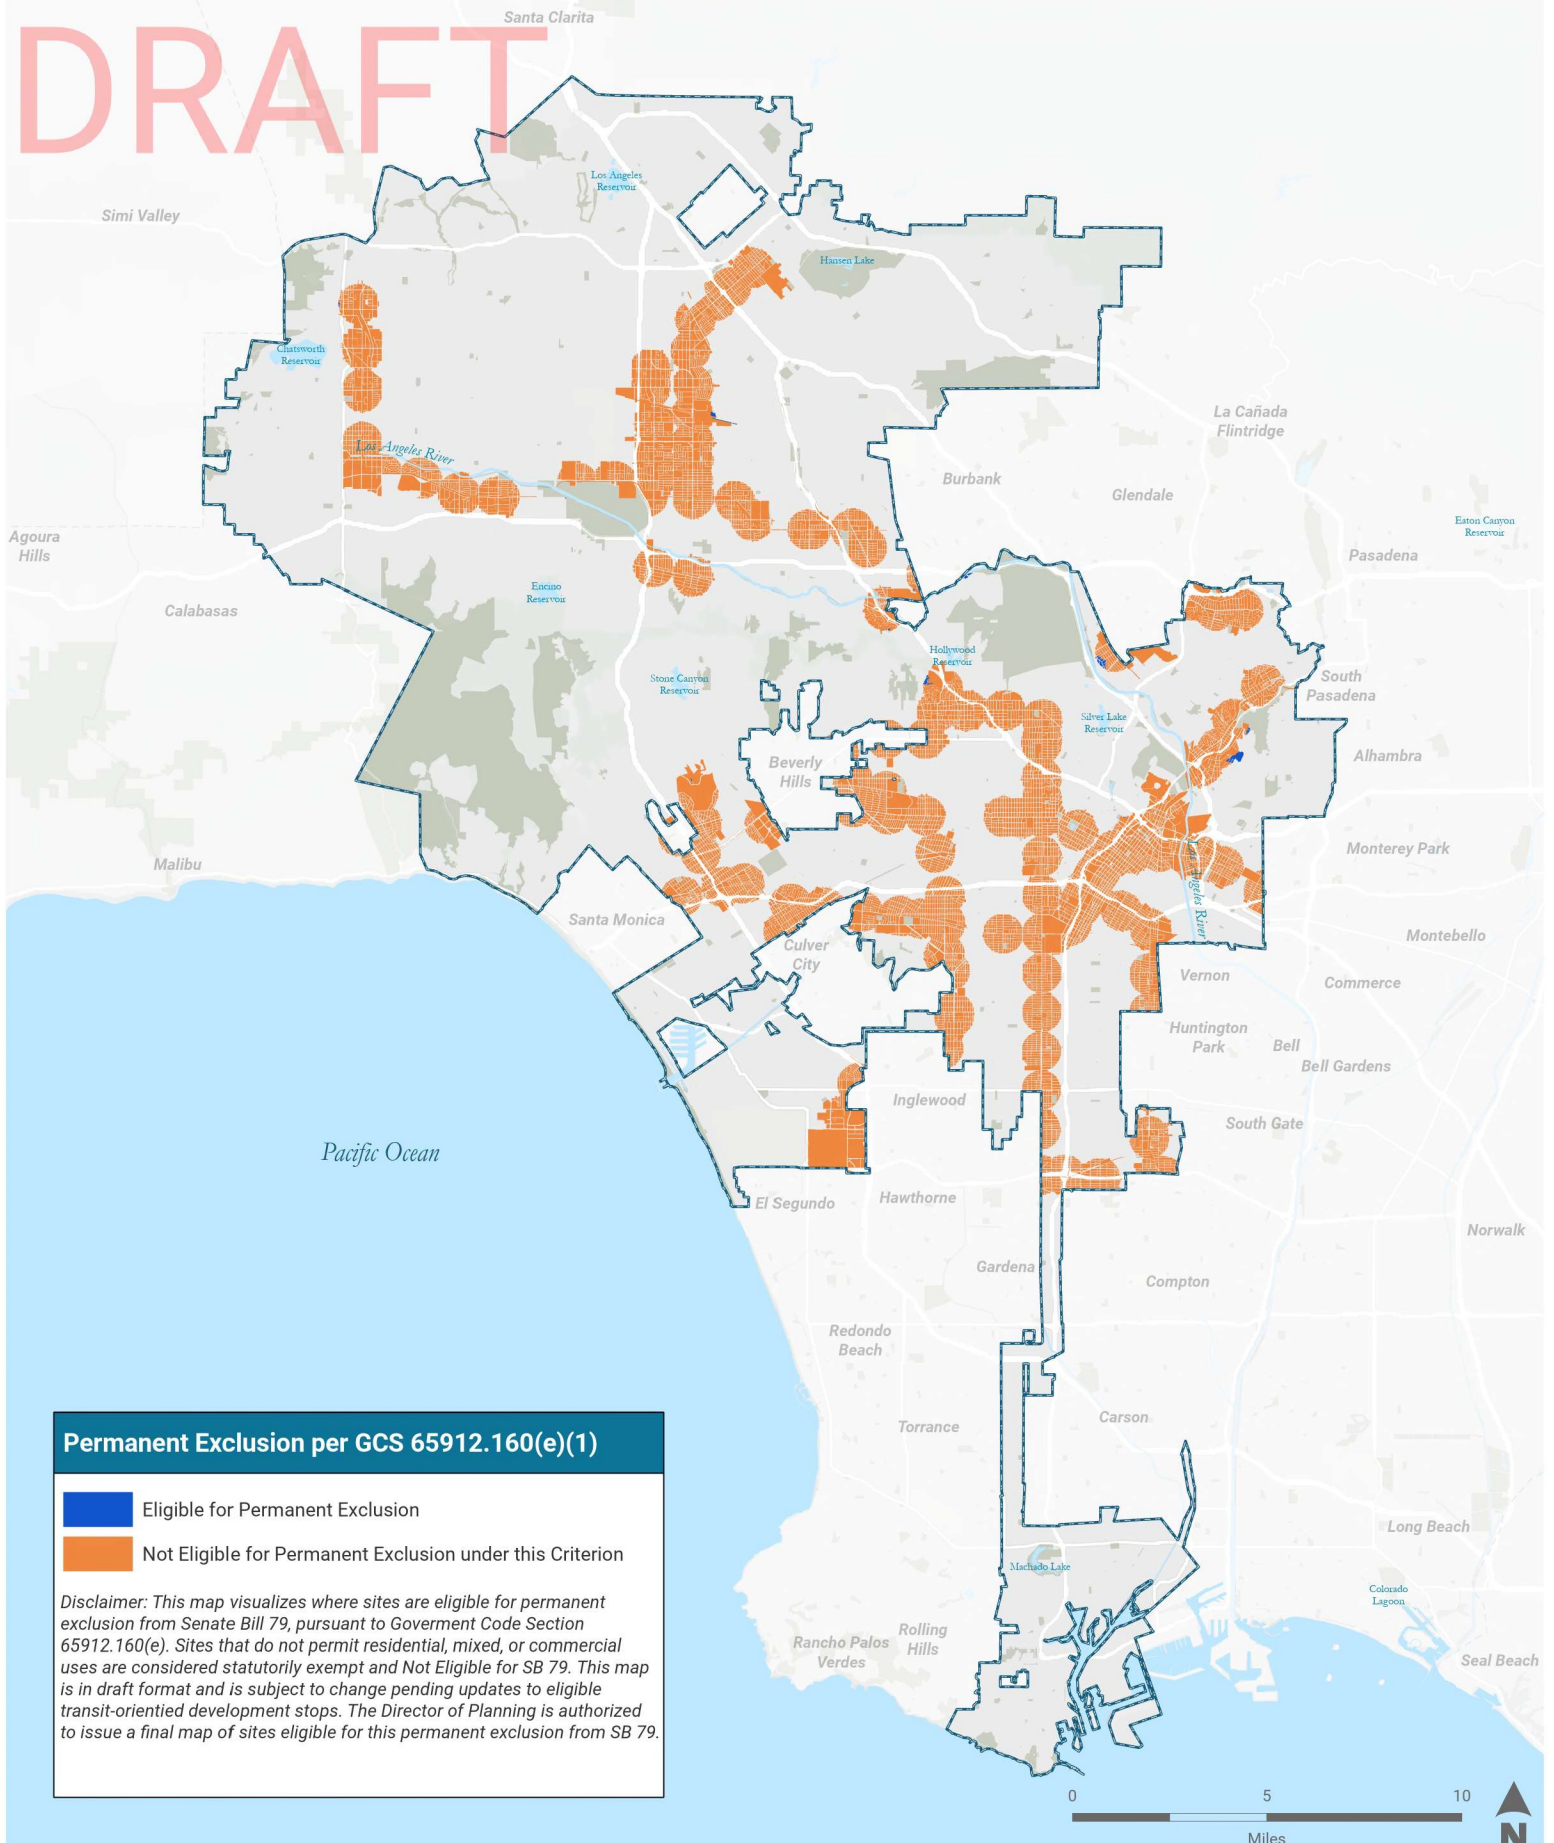 DRAFT
Santa Clarita
Los Angeles
Reservoir
Simi Valley
Hansen Lake
Chatsworth
Reservoir
La Cañada
Flintridge
Los Angeles River
Burbank
Glendale
Eaton Canyon
Reservoir
Agoura
Hills
Pasadena
Encino
Reservoir
Calabasas
Hollywood
Reservoir
Stone Canyon
Reservoir
South
Pasadena
Silver Lake
Reservoir
Alhambra
Beverly
Hills
Monterey Park
Malibu
Los Angeles River
Santa Monica
Culver
City
Montebello
Vernon
Commerce
Huntington
Park
Bell
Bell Gardens
Inglewood
South Gate
Pacific Ocean
El Segundo
Hawthorne
Norwalk
Gardena
Compton
Redondo
Beach
Torrance
Carson
Permanent Exclusion per GCS 65912.160(e)(1)
Eligible for Permanent Exclusion
Not Eligible for Permanent Exclusion under this Criterion
Disclaimer: This map visualizes where sites are eligible for permanent
exclusion from Senate Bill 79, pursuant to Goverment Code Section
65912.160(e). Sites that do not permit residential, mixed, or commercial
uses are considered statutorily exempt and Not Eligible for SB 79. This map
is in draft format and is subject to change pending updates to eligible
transit-orientied development stops. The Director of Planning is authorized
to issue a final map of sites eligible for this permanent exclusion from SB 79.
Long Beach
Machado Lake
Colorado
Lagoon
Rolling
Hills
Rancho Palos
Verdes
Seal Beach
0 5 10
Miles
N